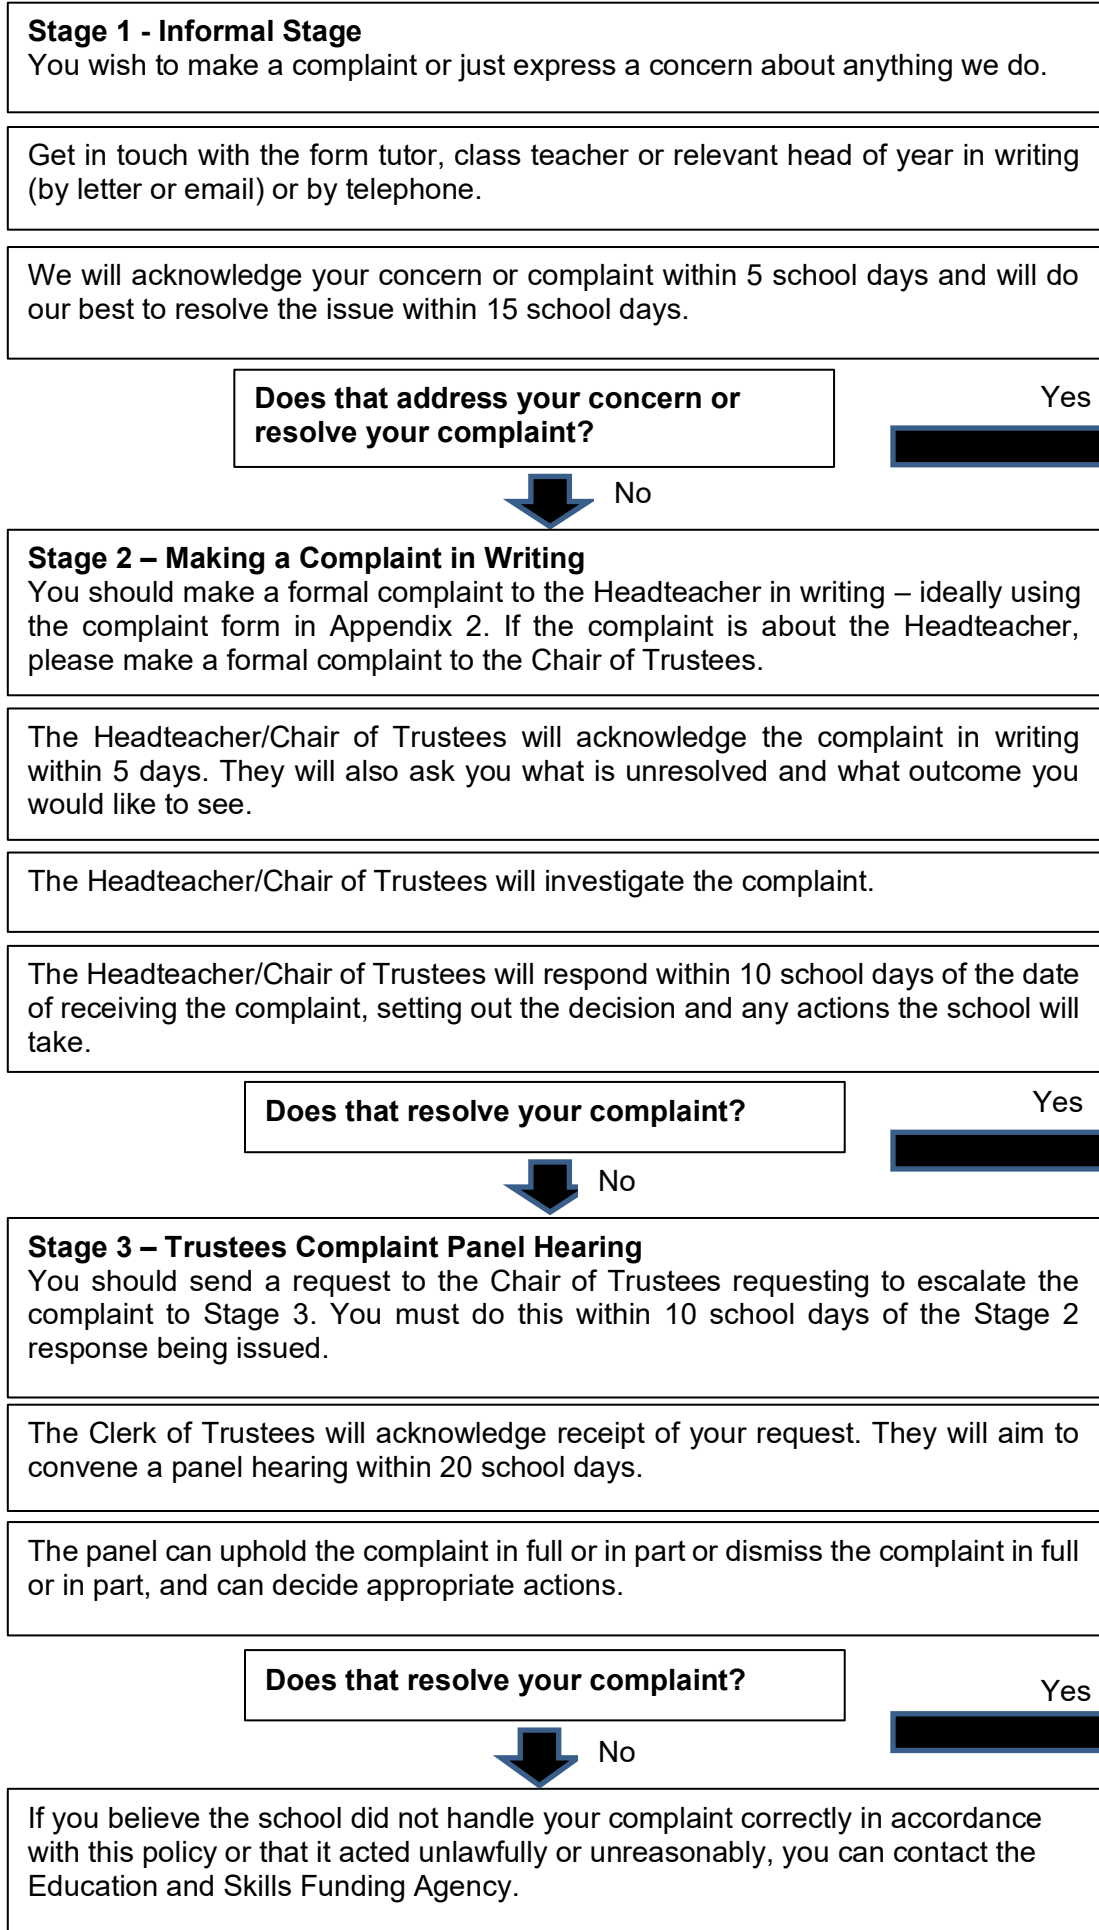 Stage 1 - Informal Stage
You wish to make a complaint or just express a concern about anything we do.
Get in touch with the form tutor, class teacher or relevant head of year in writing
(by letter or email) or by telephone.
We will acknowledge your concern or complaint within 5 school days and will do
our best to resolve the issue within 15 school days.
Does that address your concern or
resolve your complaint?
Yes
No
Stage 2 – Making a Complaint in Writing
You should make a formal complaint to the Headteacher in writing – ideally using
the complaint form in Appendix 2. If the complaint is about the Headteacher,
please make a formal complaint to the Chair of Trustees.
The Headteacher/Chair of Trustees will acknowledge the complaint in writing
within 5 days. They will also ask you what is unresolved and what outcome you
would like to see.
The Headteacher/Chair of Trustees will investigate the complaint.
The Headteacher/Chair of Trustees will respond within 10 school days of the date
of receiving the complaint, setting out the decision and any actions the school will
take.
Does that resolve your complaint?
Yes
No
Stage 3 – Trustees Complaint Panel Hearing
You should send a request to the Chair of Trustees requesting to escalate the
complaint to Stage 3. You must do this within 10 school days of the Stage 2
response being issued.
The Clerk of Trustees will acknowledge receipt of your request. They will aim to
convene a panel hearing within 20 school days.
The panel can uphold the complaint in full or in part or dismiss the complaint in full
or in part, and can decide appropriate actions.
Does that resolve your complaint?
Yes
No
If you believe the school did not handle your complaint correctly in accordance
with this policy or that it acted unlawfully or unreasonably, you can contact the
Education and Skills Funding Agency.